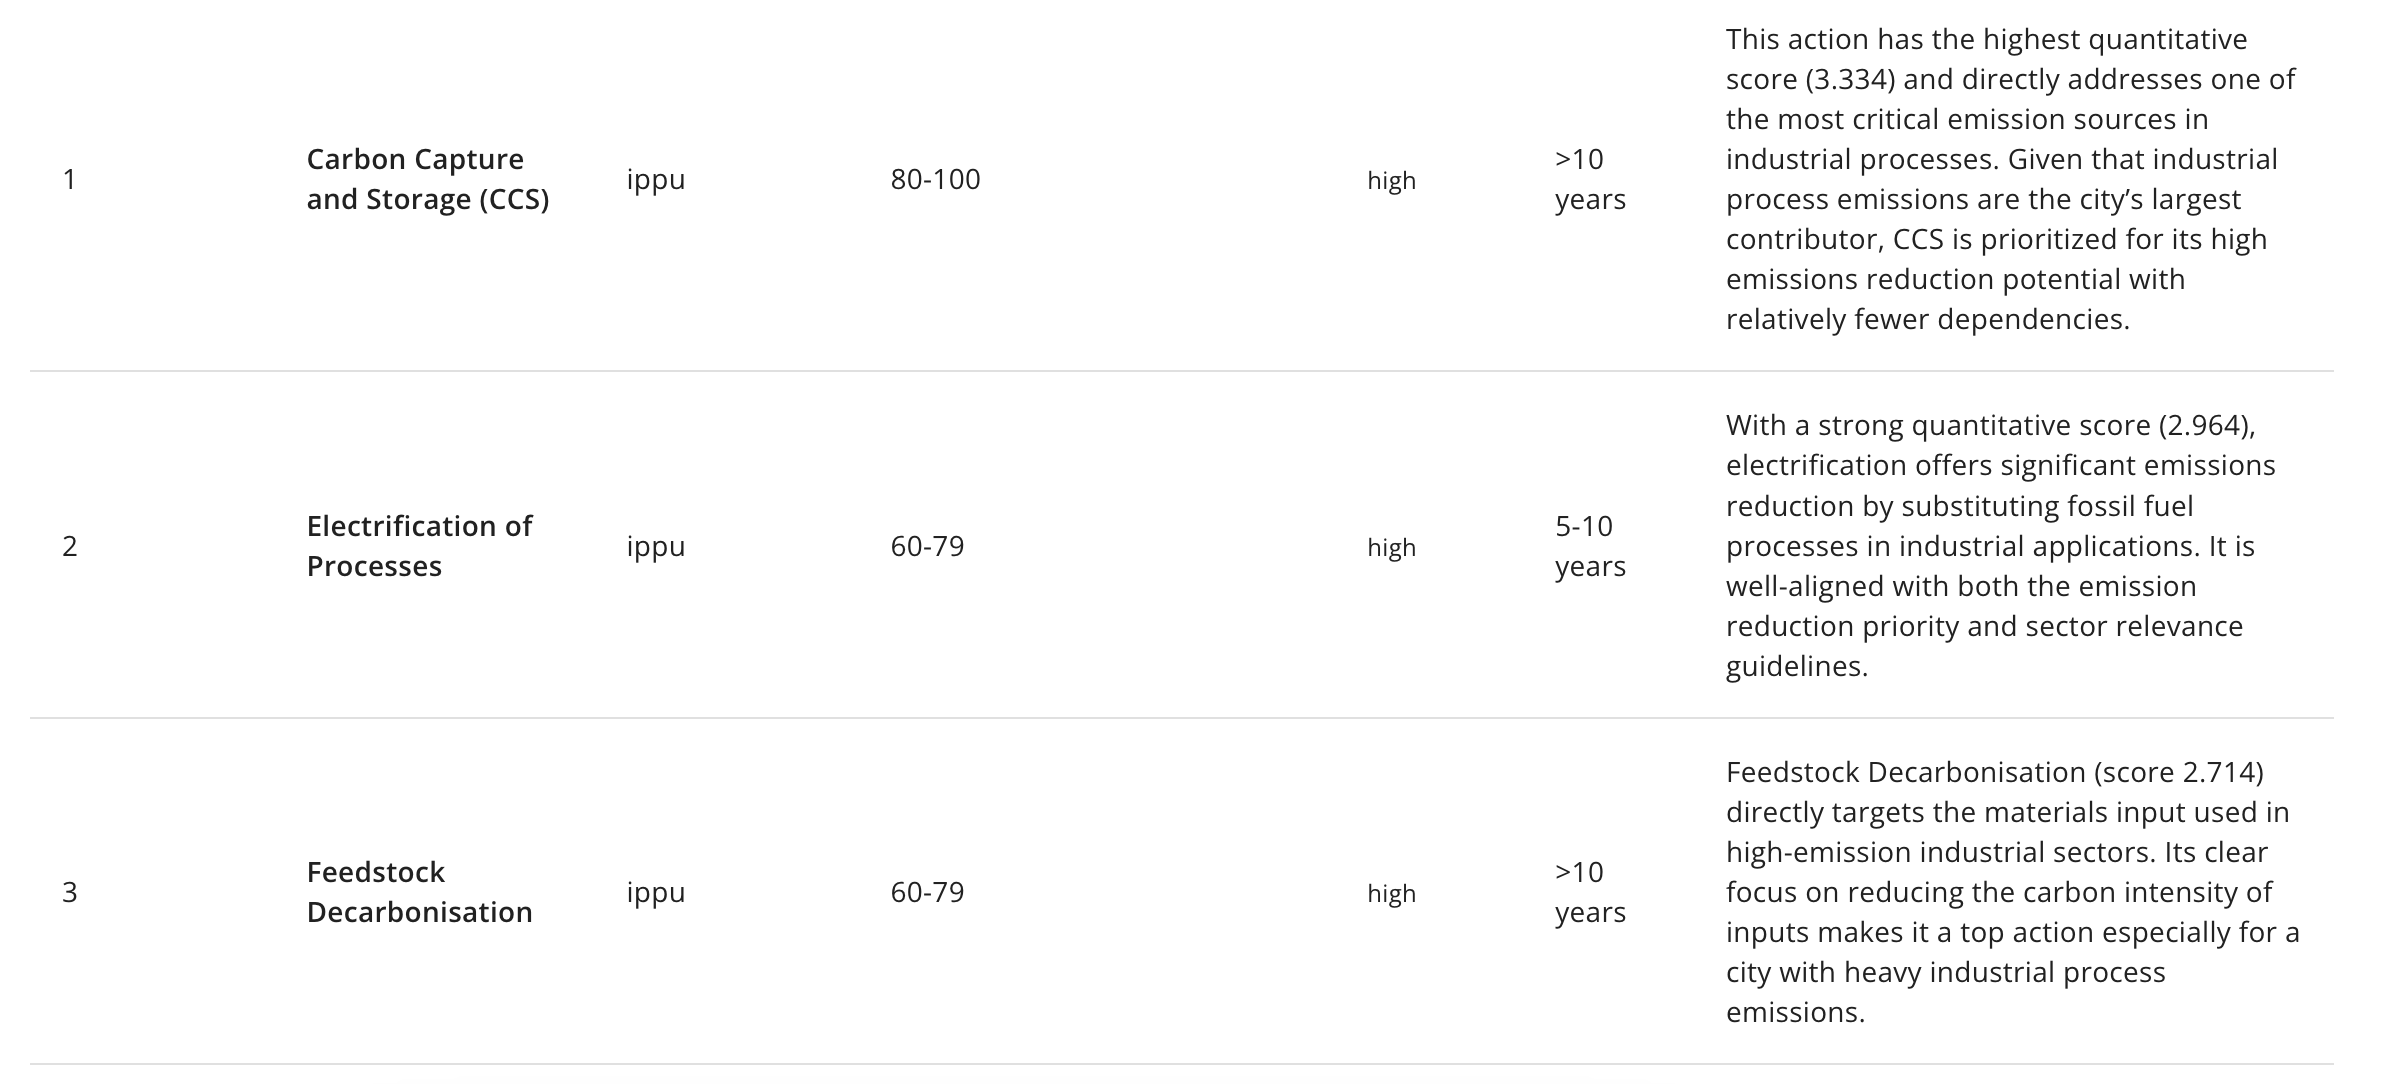 1
Carbon Capture
and Storage (CCS)
ippu
80-100
high
>10
years
This action has the highest quantitative
score (3.334) and directly addresses one of
the most critical emission sources in
industrial processes. Given that industrial
process emissions are the city’s largest
contributor, CCS is prioritized for its high
emissions reduction potential with
relatively fewer dependencies.
2
Electrification of
Processes
ippu
60-79
high
5-10
years
With a strong quantitative score (2.964),
electrification offers significant emissions
reduction by substituting fossil fuel
processes in industrial applications. It is
well-aligned with both the emission
reduction priority and sector relevance
guidelines.
3
Feedstock
Decarbonisation
ippu
60-79
high
>10
years
Feedstock Decarbonisation (score 2.714)
directly targets the materials input used in
high-emission industrial sectors. Its clear
focus on reducing the carbon intensity of
inputs makes it a top action especially for a
city with heavy industrial process
emissions.